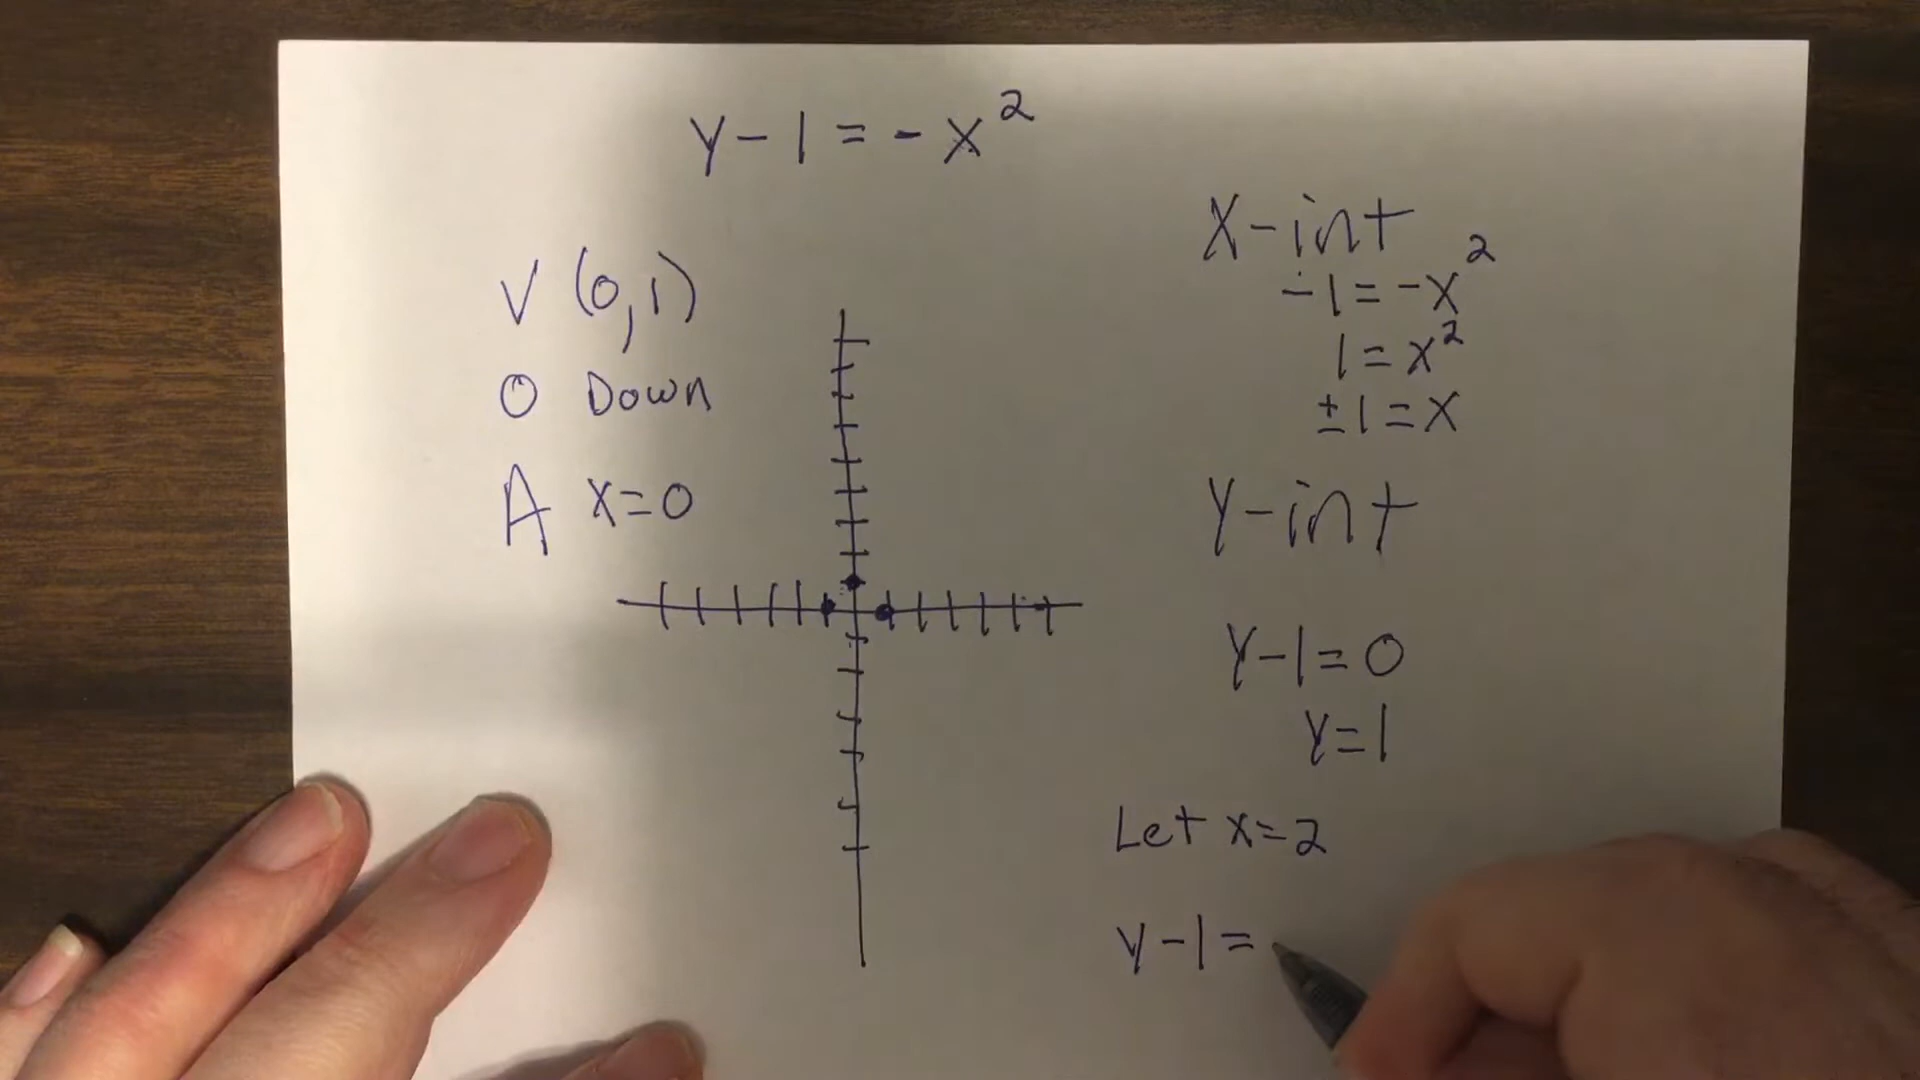 y-1=-x²
V (0,1)
O Down
A x=0
X-int
-1=-x²
1=x²
±1=x
Y-int
Y-1=0
Y=1
Let x=2
y-1=